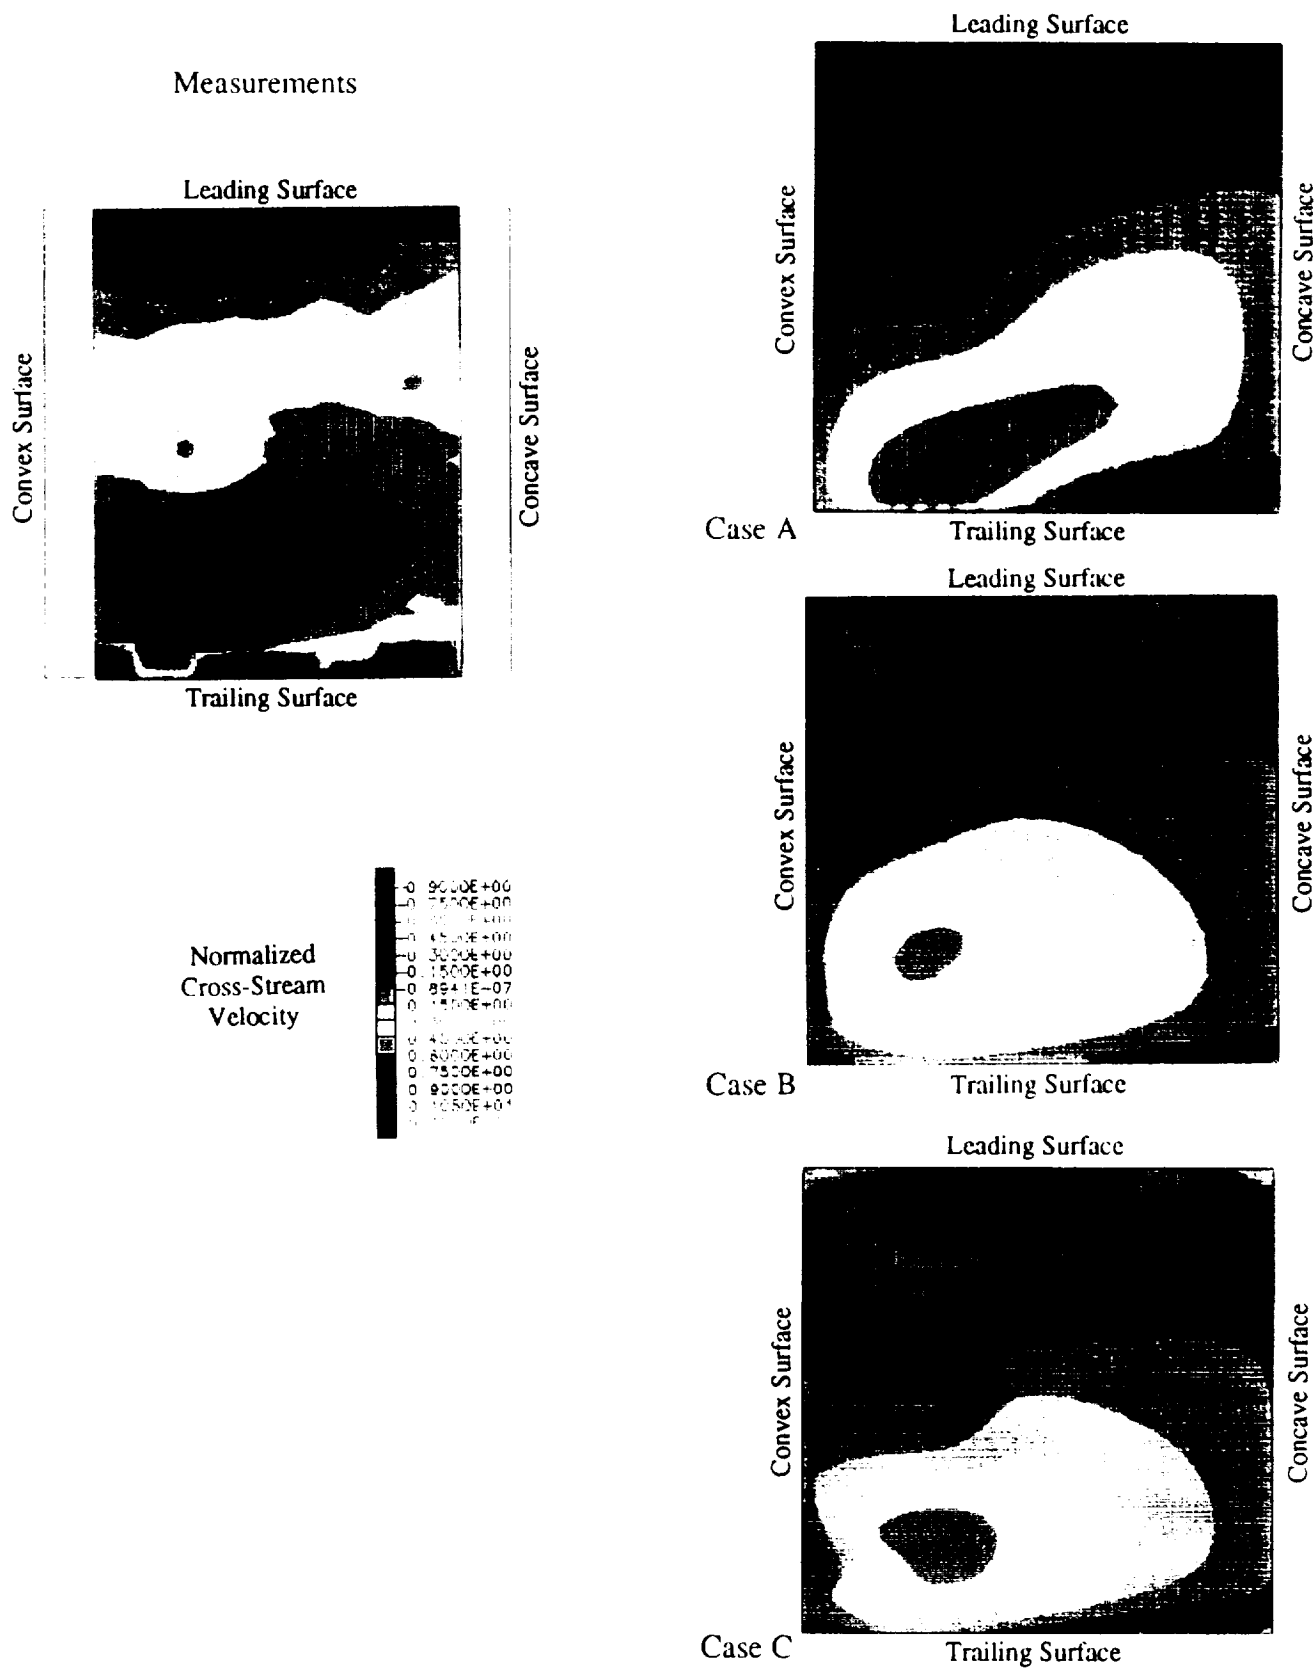 Measurements
Leading Surface
Convex Surface
Concave Surface
Trailing Surface
Normalized
Cross-Stream
Velocity
0 9000E+00
0 7500E+00
0 4500E+00
0 3000E+00
0 1500E+00
0 8941E-07
0 1500E+00
0 4500E+00
0 6000E+00
0 7500E+00
0 9000E+00
0 1050E+01
Leading Surface
Convex Surface
Concave Surface
Case A
Trailing Surface
Leading Surface
Convex Surface
Concave Surface
Case B
Trailing Surface
Leading Surface
Convex Surface
Concave Surface
Case C
Trailing Surface